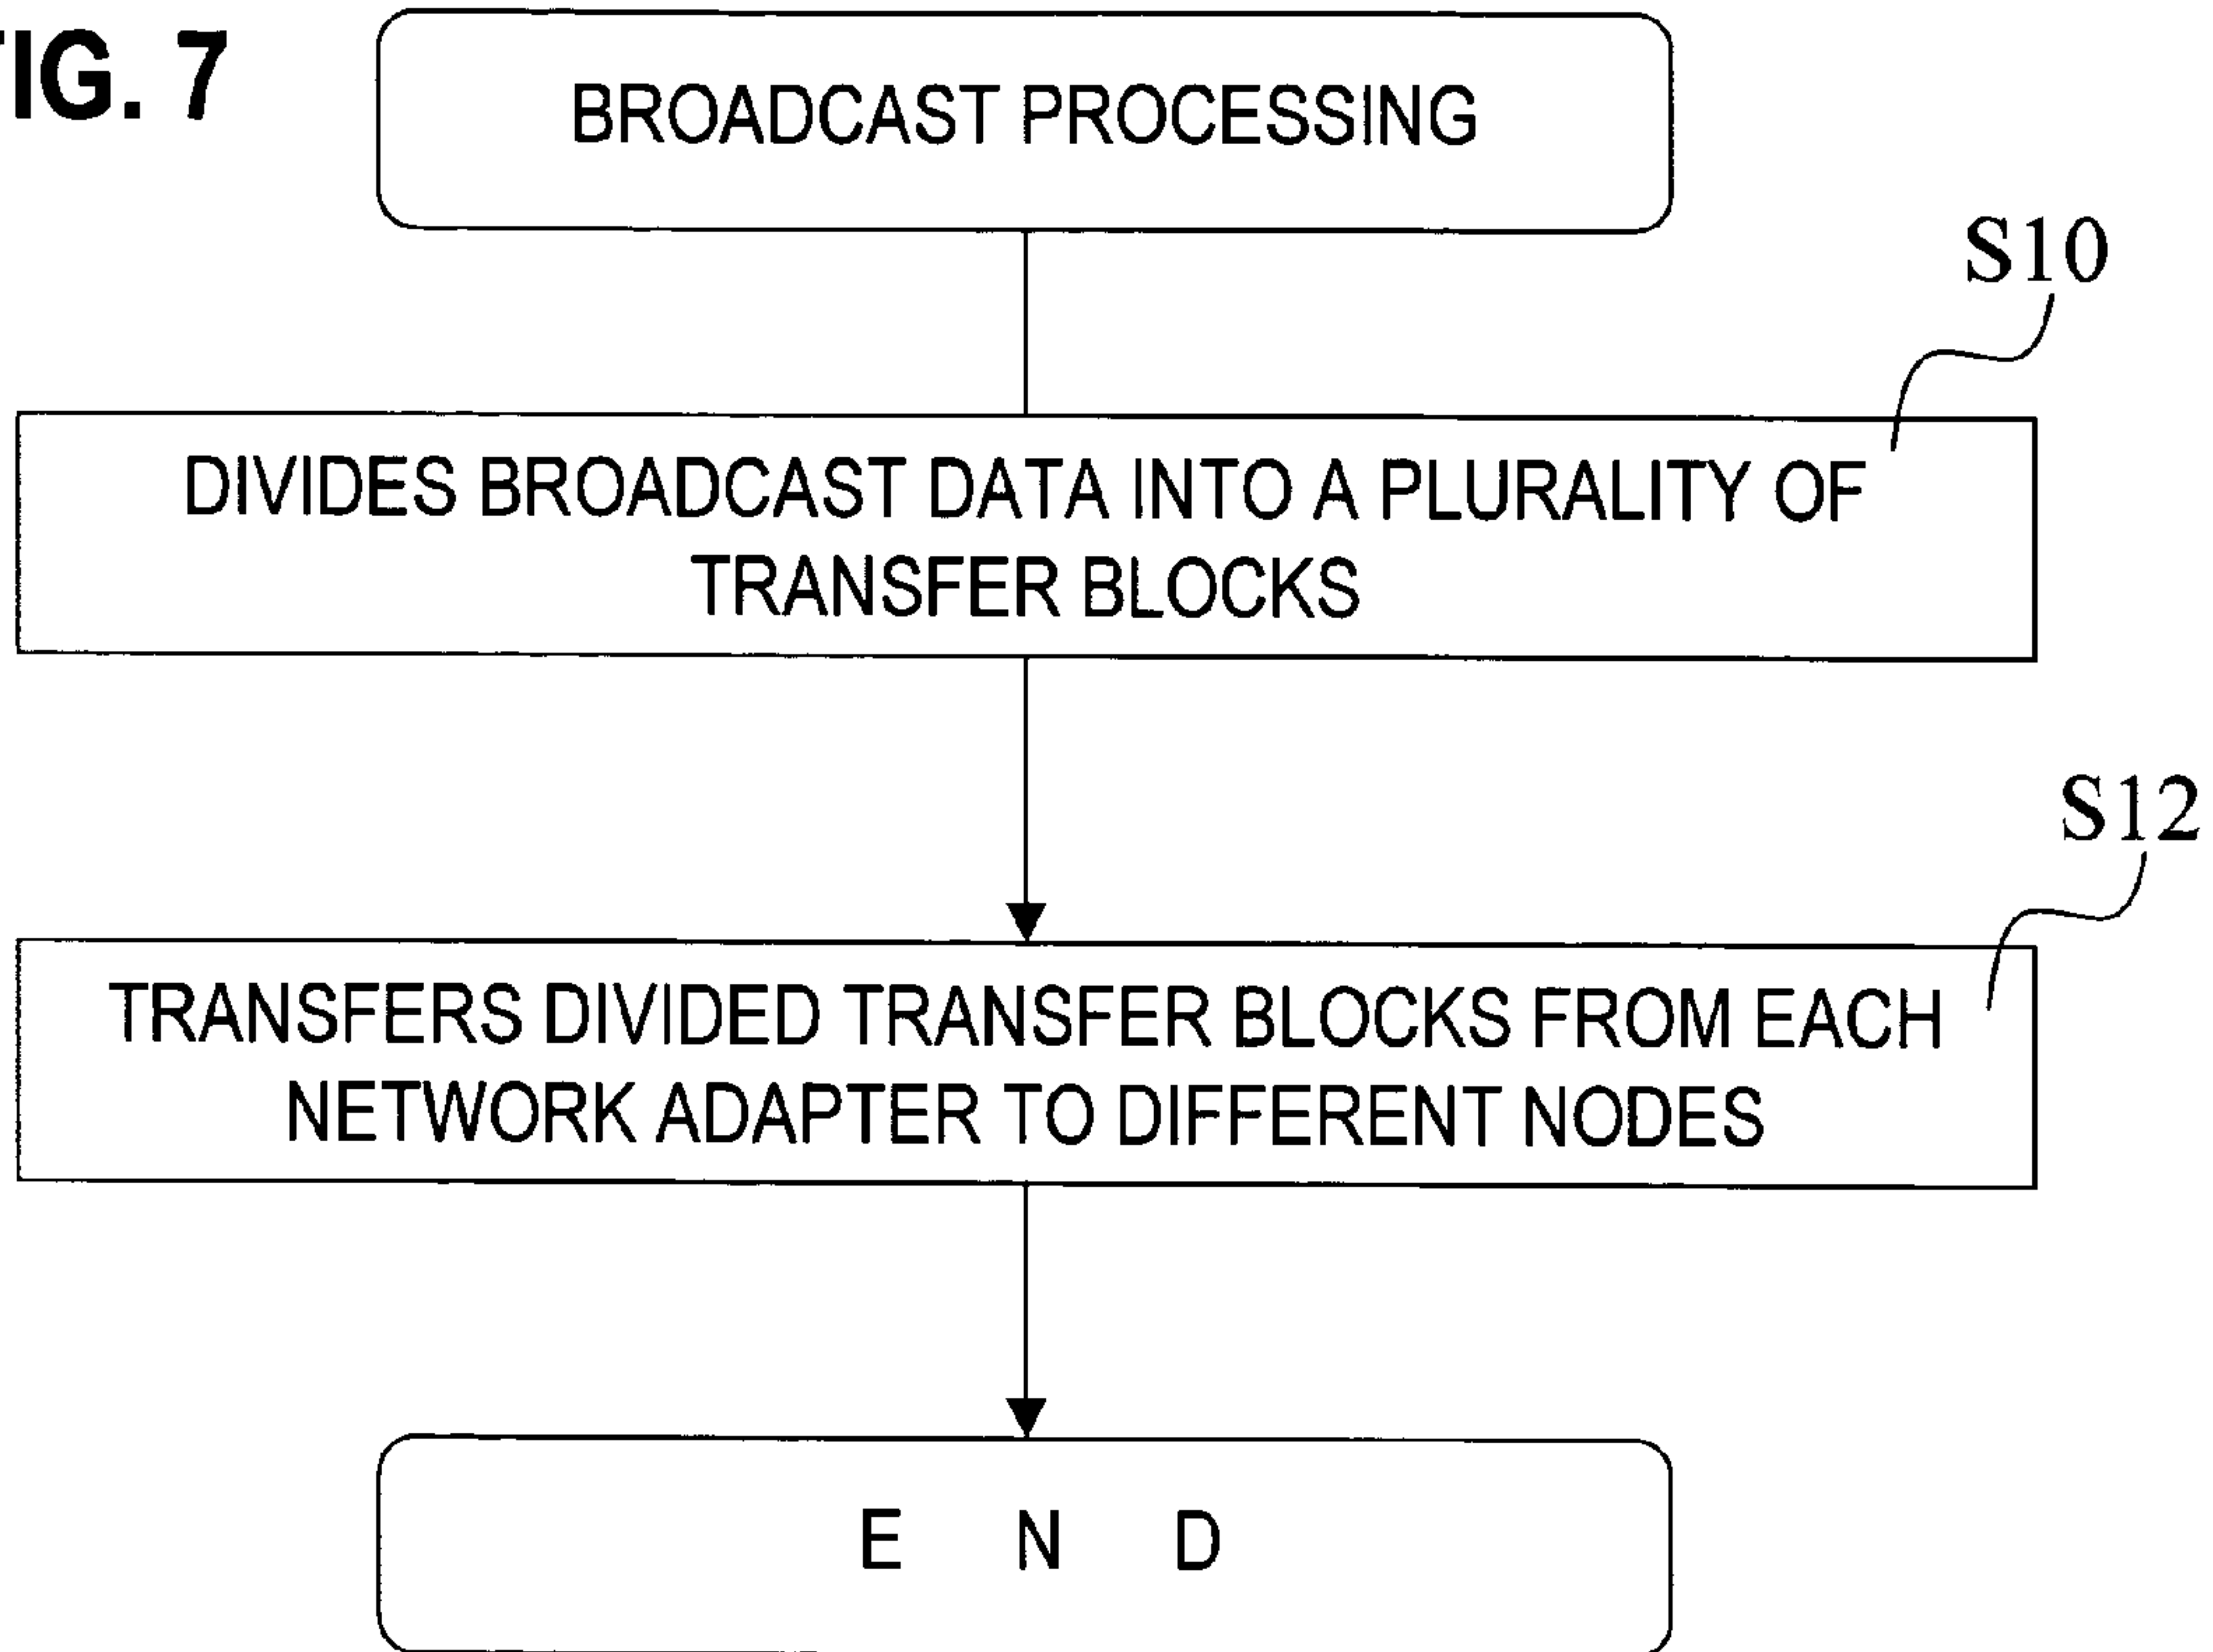 FIG. 7
BROADCAST PROCESSING
S10
DIVIDES BROADCAST DATA INTO A PLURALITY OF
TRANSFER BLOCKS
S12
TRANSFERS DIVIDED TRANSFER BLOCKS FROM EACH
NETWORK ADAPTER TO DIFFERENT NODES
E N D